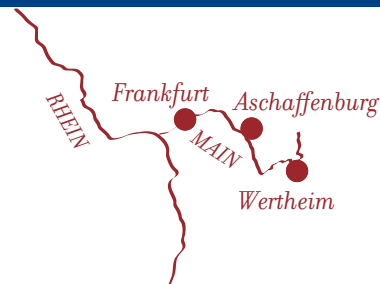 Frankfurt
Aschaffenburg
RHEIN
MAIN
Wertheim